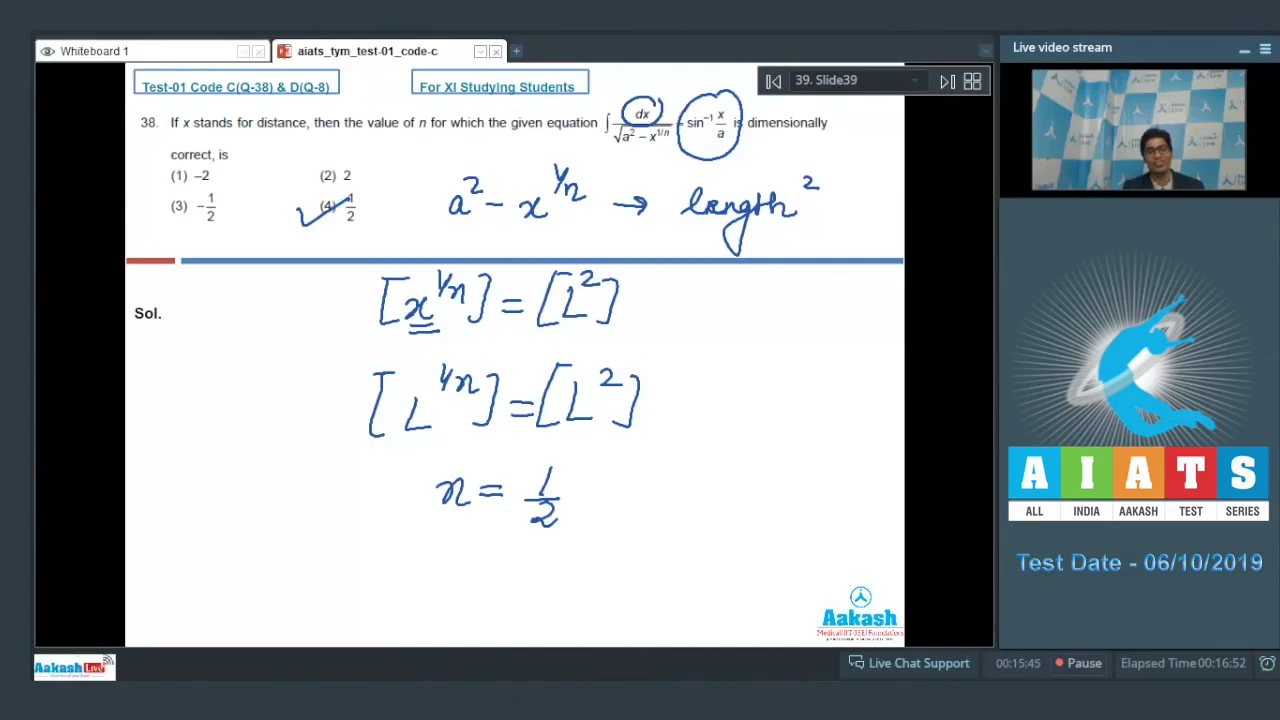 Whiteboard 1
aiats_tym_test-01_code-c
Live video stream
Test-01 Code C(Q-38) & D(Q-8)
For XI Studying Students
39. Slide39
38. If x stands for distance, then the value of n for which the given equation ∫ dx / √(a² − x^(1/n)) = sin⁻¹ x/a is dimensionally
correct, is
(1) −2
(2) 2
(3) −1/2
(4) 1/2
a² − x^(1/n) → length²
Sol.
[x^(1/n)] = [L²]
[L^(1/n)] = [L²]
n = 1/2
A I A T S
ALL INDIA AAKASH TEST SERIES
Test Date - 06/10/2019
Aakash
Medical|IIT-JEE|Foundations
Aakash Live
Live Chat Support
00:15:45
Pause
Elapsed Time 00:16:52